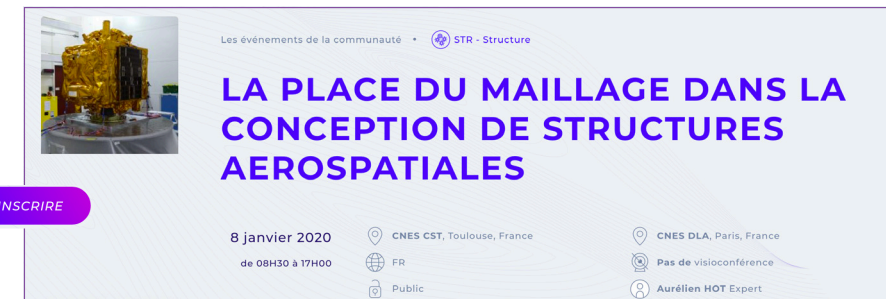 Les événements de la communauté • STR - Structure
LA PLACE DU MAILLAGE DANS LA
CONCEPTION DE STRUCTURES
AEROSPATIALES
NSCRIRE
8 janvier 2020
de 08H30 à 17H00
CNES CST, Toulouse, France
FR
Public
CNES DLA, Paris, France
Pas de visioconférence
Aurélien HOT Expert